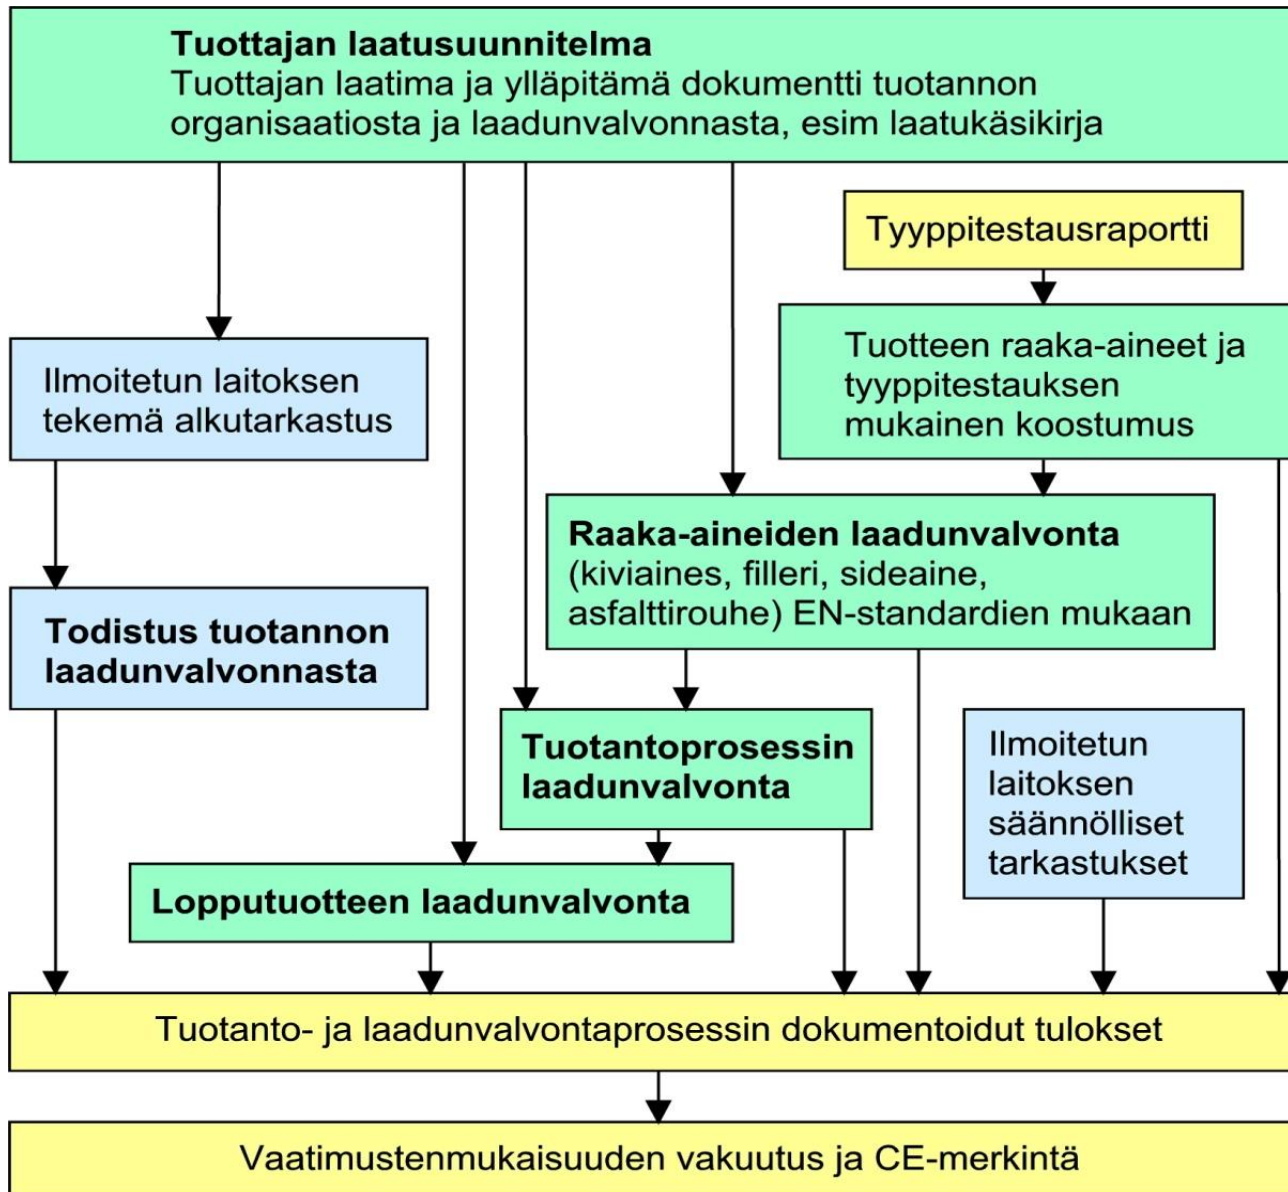 Tuottajan laatusuunnitelma
Tuottajan laatima ja ylläpitämä dokumentti tuotannon
organisaatiosta ja laadunvalvonnasta, esim laatukäsikirja
Tyyppitestausraportti
Tuotteen raaka-aineet ja
tyyppitestauksen
mukainen koostumus
Ilmoitetun laitoksen
tekemä alkutarkastus
Raaka-aineiden laadunvalvonta
(kiviaines, filleri, sideaine,
asfalttirouhe) EN-standardien mukaan
Todistus tuotannon
laadunvalvonnasta
Tuotantoprosessin
laadunvalvonta
Ilmoitetun
laitoksen
säännölliset
tarkastukset
Lopputuotteen laadunvalvonta
Tuotanto- ja laadunvalvontaprosessin dokumentoidut tulokset
Vaatimustenmukaisuuden vakuutus ja CE-merkintä